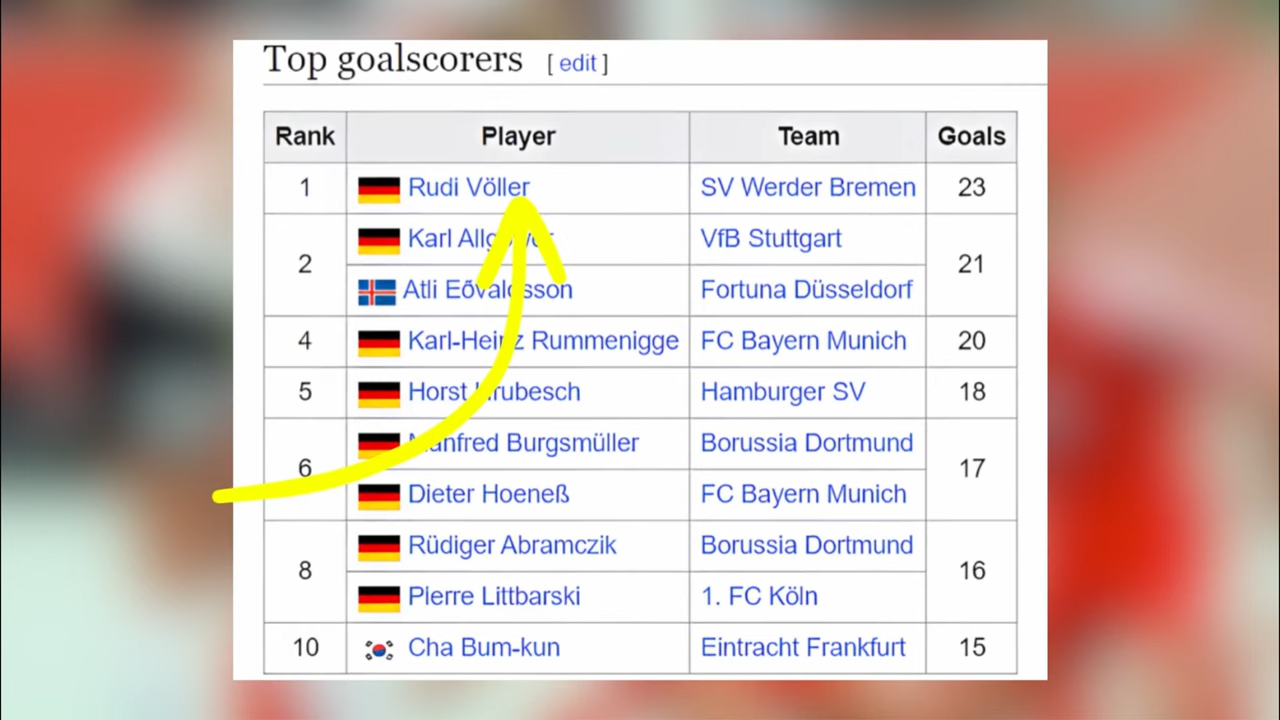 Top goalscorers [ edit ]
Rank Player Team Goals
1 Rudi Völler SV Werder Bremen 23
2 Karl VfB Stuttgart 21
Atli Fortuna Düsseldorf
4 Karl-Heinz Rummenigge FC Bayern Munich 20
5 Horst Hrubesch Hamburger SV 18
6 Manfred Burgsmüller Borussia Dortmund 17
Dieter Hoeneß FC Bayern Munich
8 Rüdiger Abramczik Borussia Dortmund 16
Pierre Littbarski 1. FC Köln
10 Cha Bum-kun Eintracht Frankfurt 15